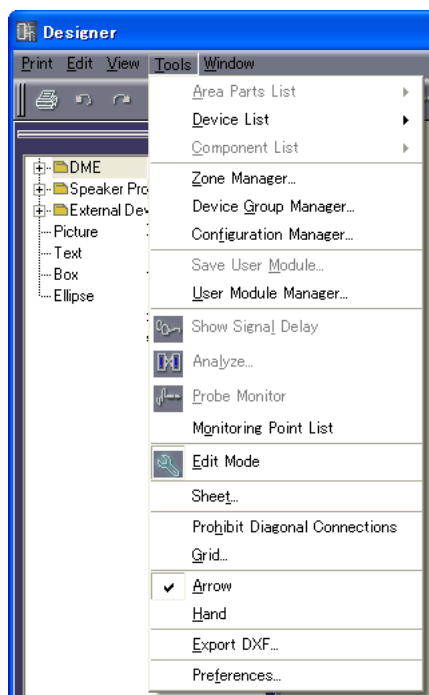 Designer
Print Edit View Tools Window
Area Parts List
Device List
Component List
DME
Zone Manager...
Speaker Pro
Device Group Manager...
External Dev
Configuration Manager...
Picture
Text
Save User Module...
Box
User Module Manager...
Ellipse
Show Signal Delay
Analyze...
Probe Monitor
Monitoring Point List
Edit Mode
Sheet...
Prohibit Diagonal Connections
Grid...
Arrow
Hand
Export DXF...
Preferences...